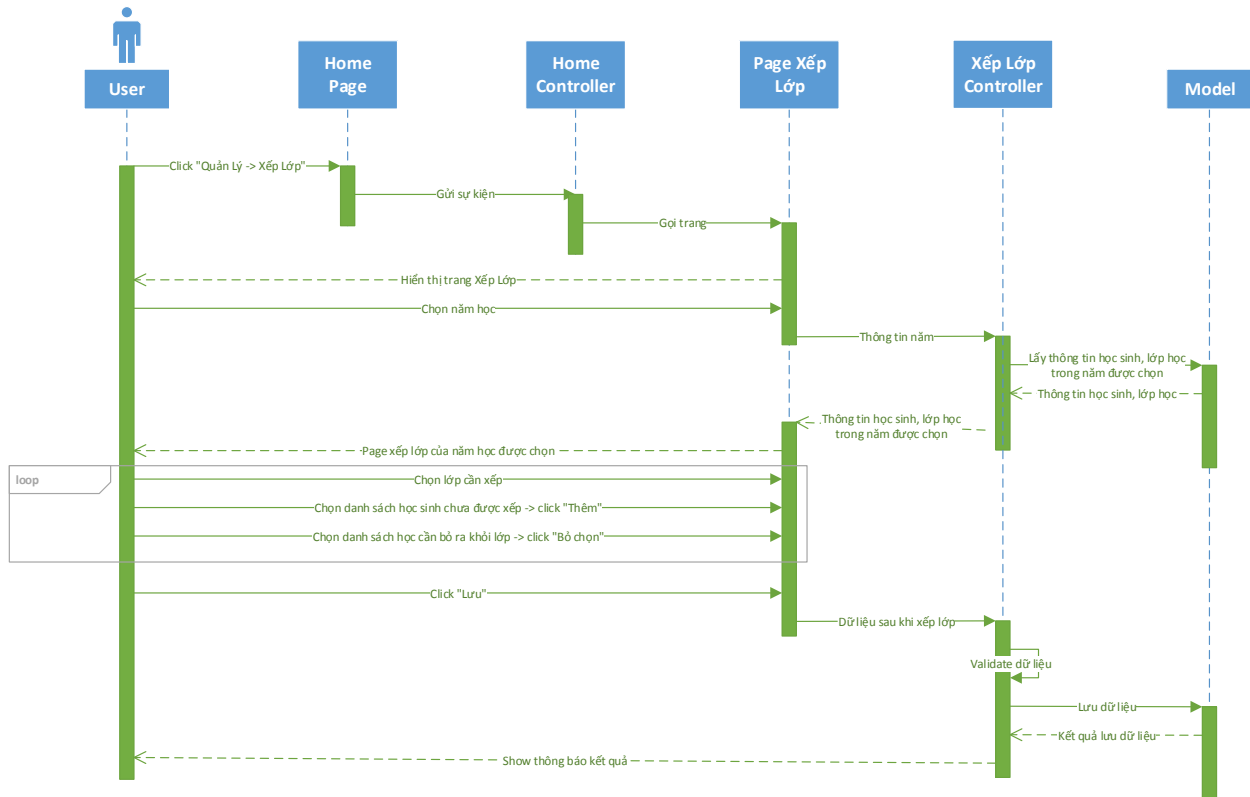 User
Home
Page
Home
Controller
Page Xếp
Lớp
Xếp Lớp
Controller
Model
Click "Quản Lý -> Xếp Lớp"
Gửi sự kiện
Gọi trang
Hiển thị trang Xếp Lớp
Chọn năm học
Thông tin năm
Lấy thông tin học sinh, lớp học
trong năm được chọn
Thông tin học sinh, lớp học
Thông tin học sinh, lớp học
trong năm được chọn
Page xếp lớp của năm học được chọn
loop
Chọn lớp cần xếp
Chọn danh sách học sinh chưa được xếp -> click "Thêm"
Chọn danh sách học cần bỏ ra khỏi lớp -> click "Bỏ chọn"
Click "Lưu"
Dữ liệu sau khi xếp lớp
Validate dữ liệu
Lưu dữ liệu
Kết quả lưu dữ liệu
Show thông báo kết quả